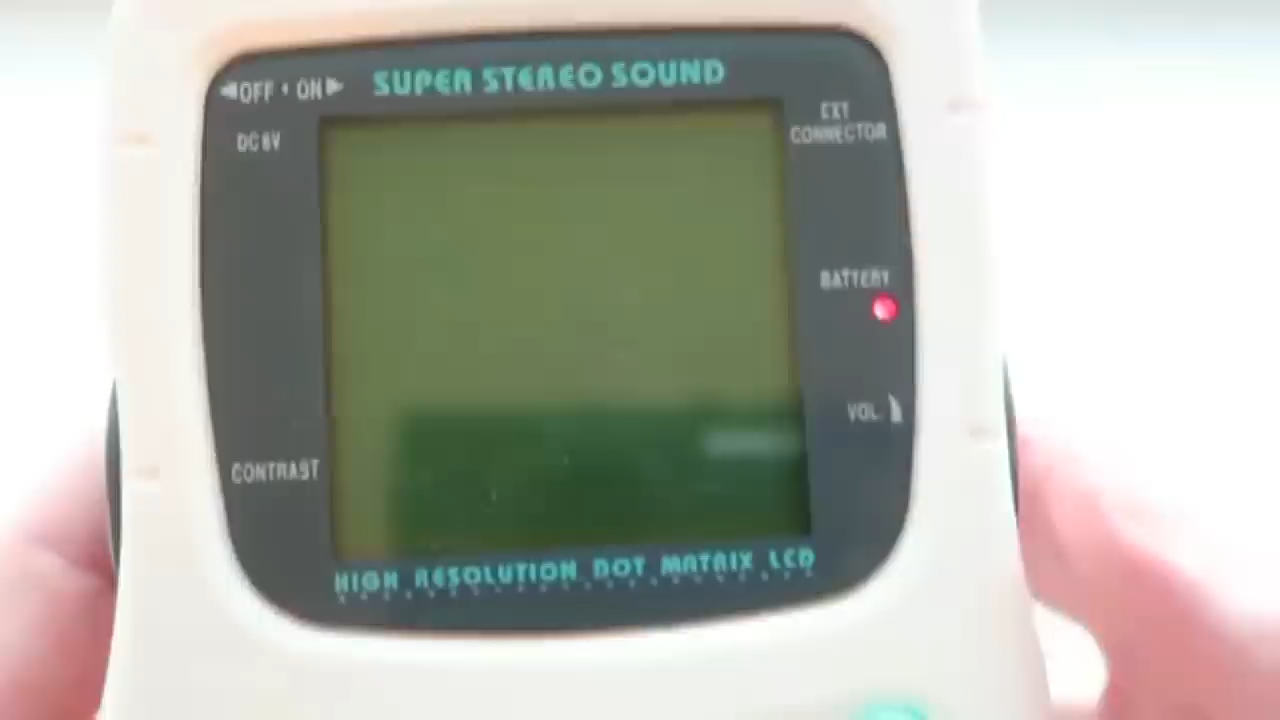 ◀OFF • ON▶
SUPER STEREO SOUND
DC 6V
EXT
CONNECTOR
BATTERY
VOL.
CONTRAST
HIGH RESOLUTION DOT MATRIX LCD